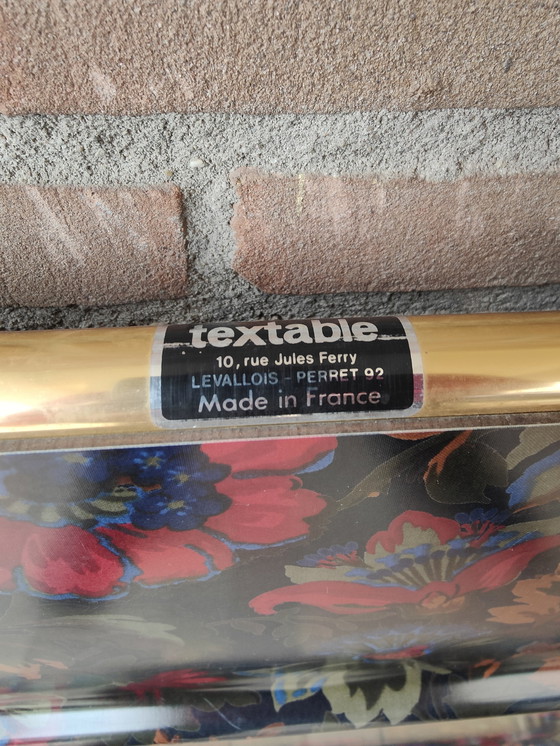 textable
10, rue Jules Ferry
LEVALLOIS - PERRET 92
Made in France